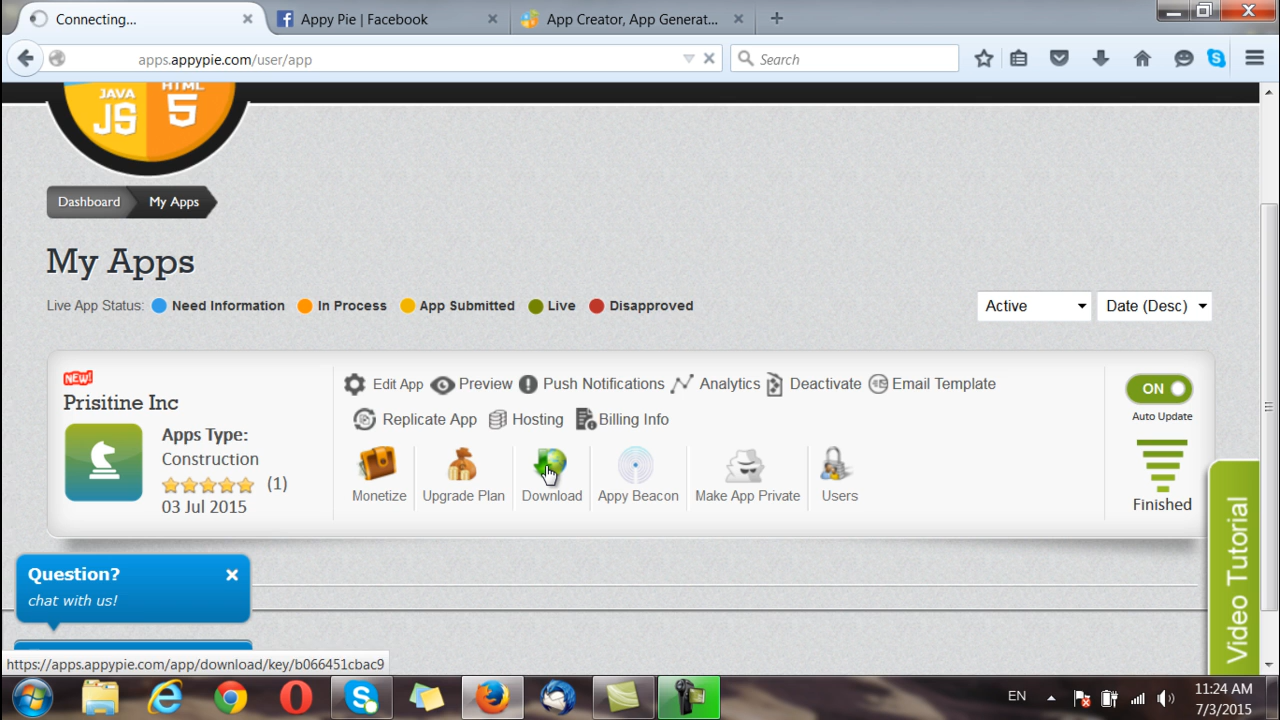 Connecting...
Appy Pie | Facebook
App Creator, App Generat...
apps.appypie.com/user/app
Search
JAVA
JS
HTML
5
Dashboard
My Apps
My Apps
Live App Status: Need Information In Process App Submitted Live Disapproved
Active
Date (Desc)
NEW!
Prisitine Inc
Apps Type:
Construction
(1)
03 Jul 2015
Edit App Preview Push Notifications Analytics Deactivate Email Template
Replicate App Hosting Billing Info
Monetize Upgrade Plan Download Appy Beacon Make App Private Users
ON
Auto Update
Finished
Video Tutorial
Question?
chat with us!
https://apps.appypie.com/app/download/key/b066451cbac9
EN
11:24 AM
7/3/2015